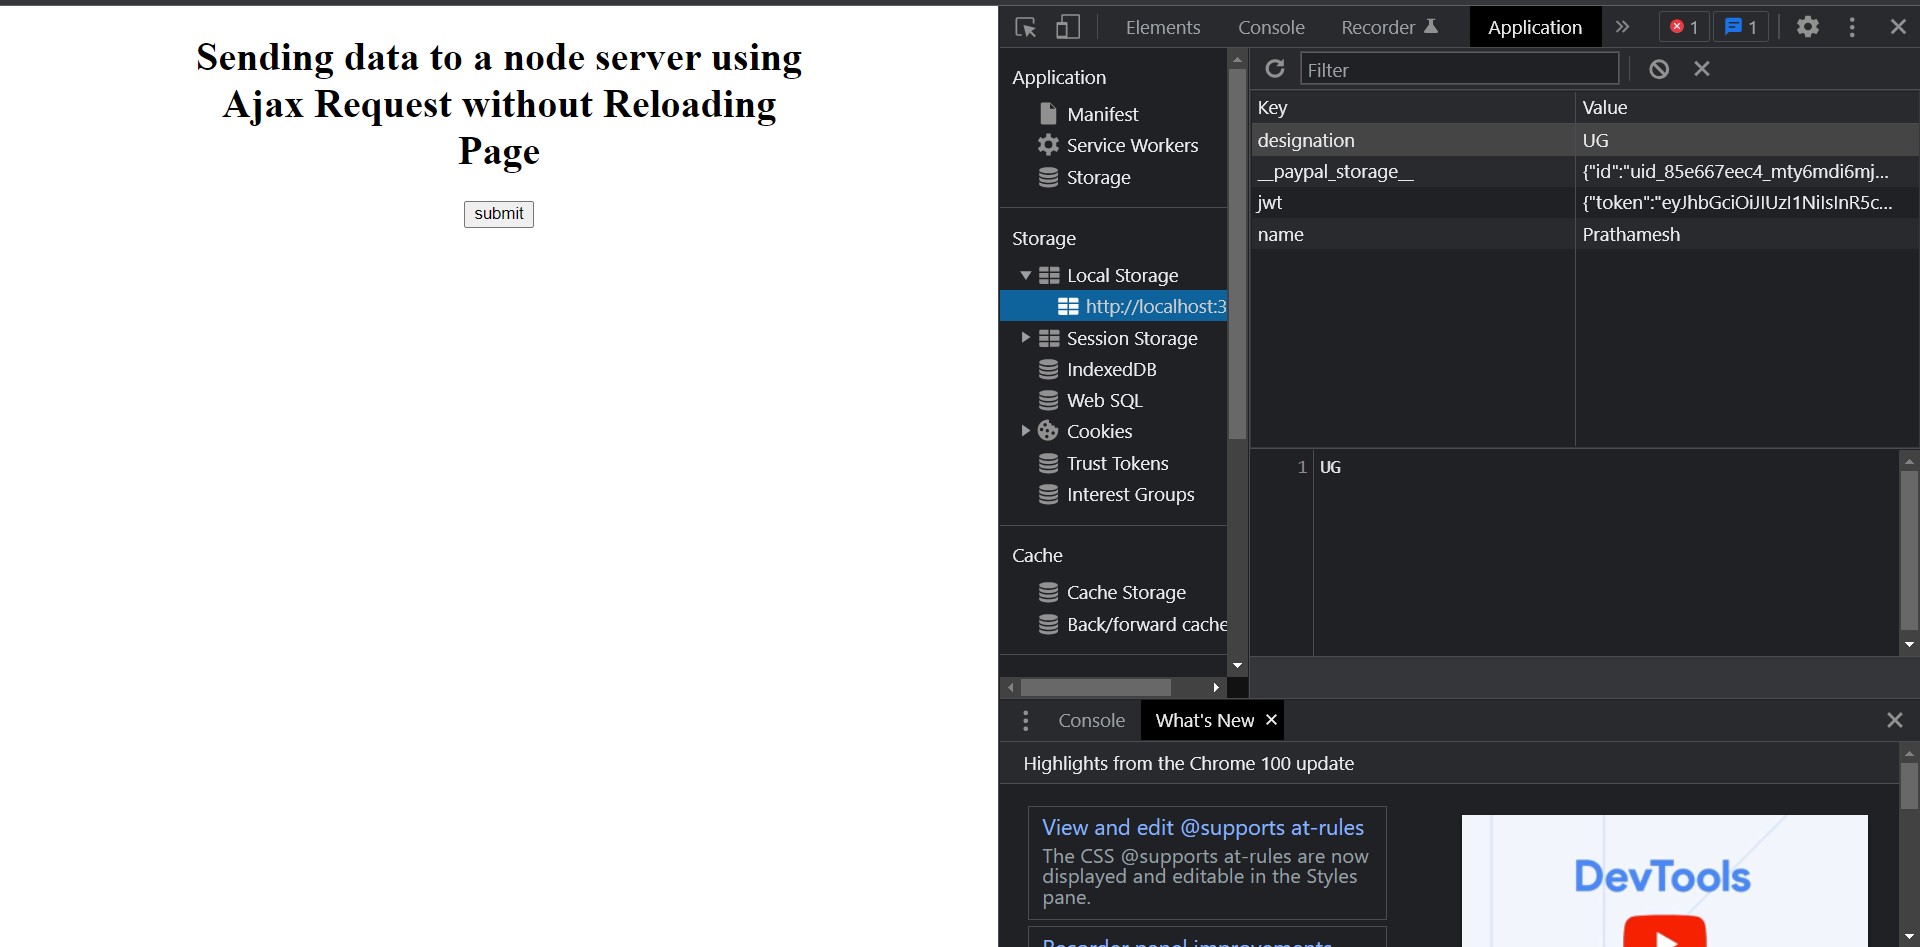 Sending data to a node server using
Ajax Request without Reloading
Page
submit
Elements
Console
Recorder
Application
1
1
Application
Manifest
Service Workers
Storage
Storage
Local Storage
http://localhost:3
Session Storage
IndexedDB
Web SQL
Cookies
Trust Tokens
Interest Groups
Cache
Cache Storage
Back/forward cache
Filter
Key Value
designation UG
__paypal_storage__ {"id":"uid_85e667eec4_mty6mdi6mj...
jwt {"token":"eyJhbGciOiJIUzI1NiIsInR5c...
name Prathamesh
1 UG
Console
What's New
Highlights from the Chrome 100 update
View and edit @supports at-rules
The CSS @supports at-rules are now
displayed and editable in the Styles
pane.
Recorder panel improvements
DevTools